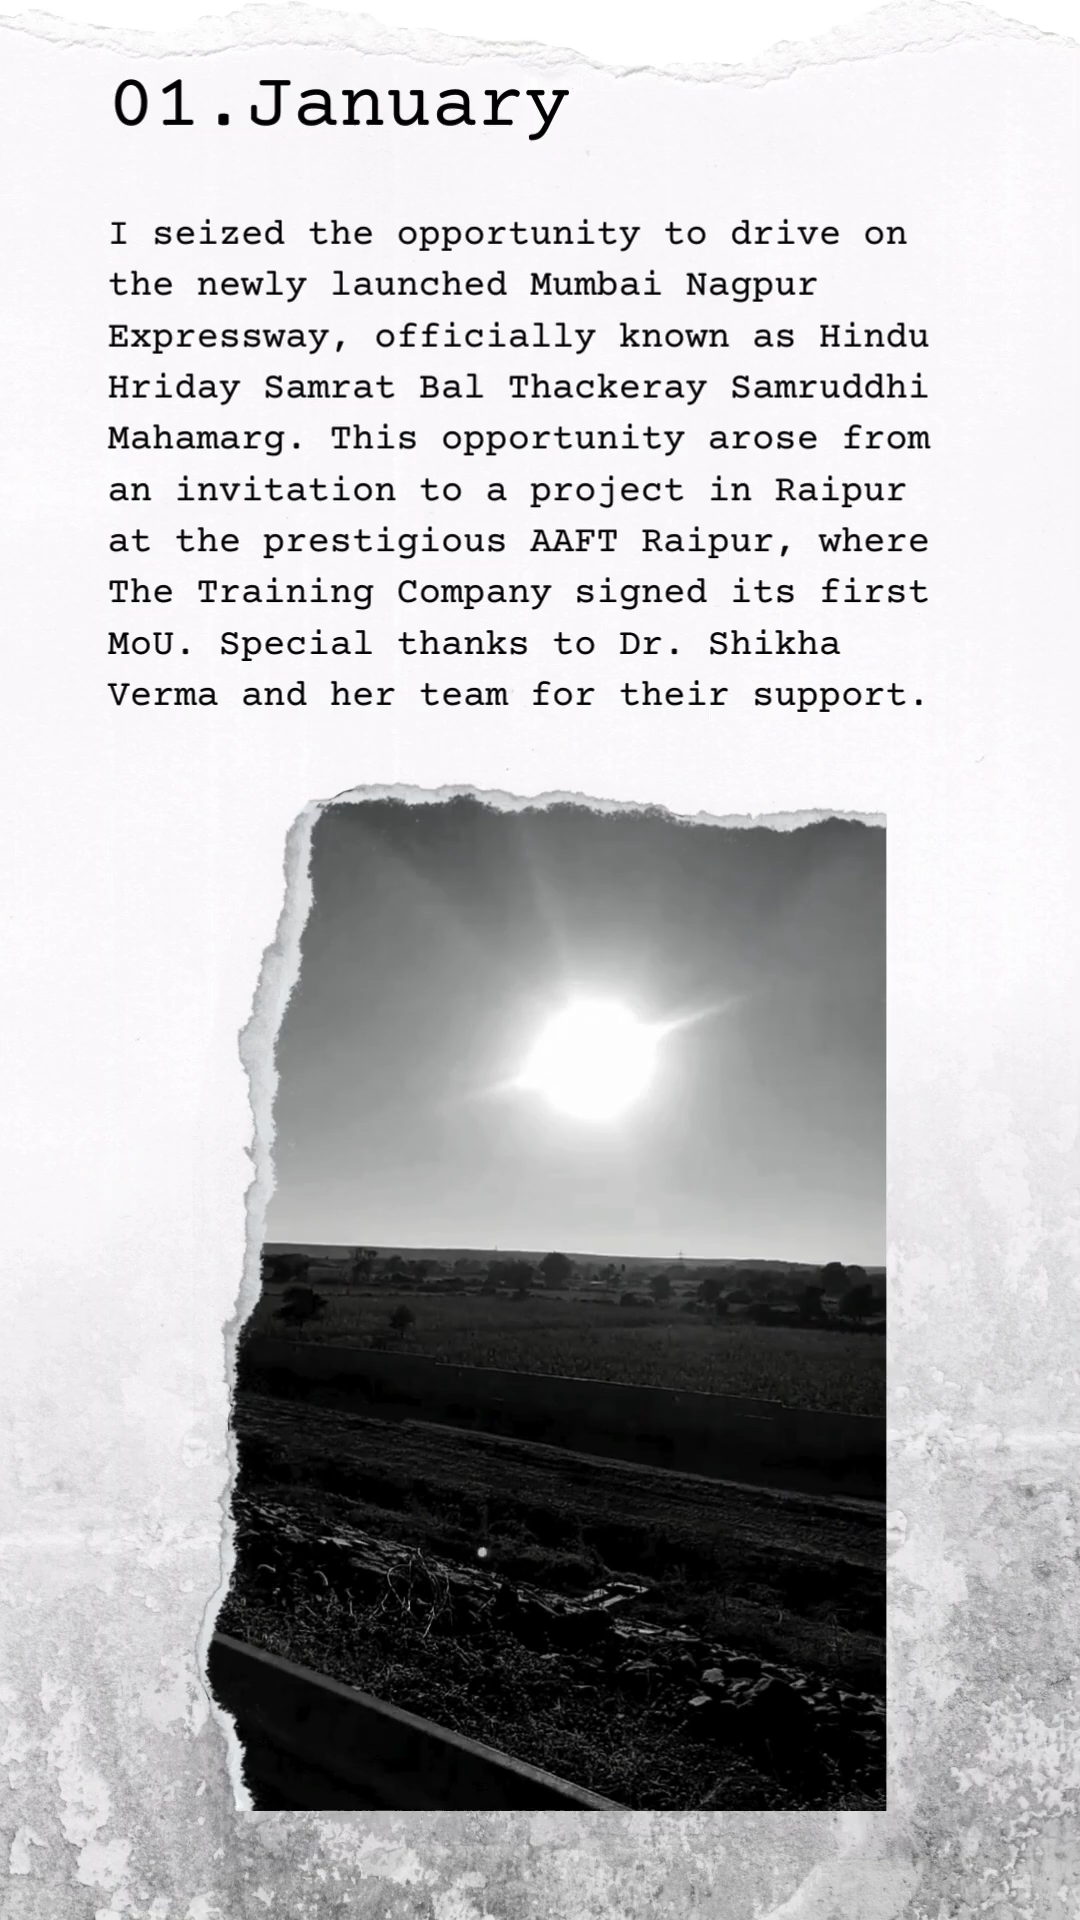 01.January
I seized the opportunity to drive on
the newly launched Mumbai Nagpur
Expressway, officially known as Hindu
Hriday Samrat Bal Thackeray Samruddhi
Mahamarg. This opportunity arose from
an invitation to a project in Raipur
at the prestigious AAFT Raipur, where
The Training Company signed its first
MoU. Special thanks to Dr. Shikha
Verma and her team for their support.